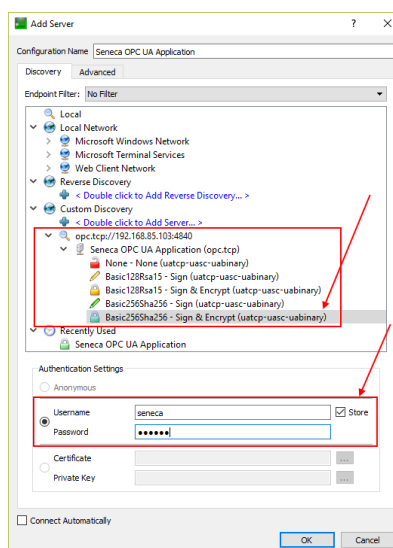 Add Server
?
Configuration Name Seneca OPC UA Application
Discovery Advanced
Endpoint Filter: No Filter
Local
Local Network
Microsoft Windows Network
Microsoft Terminal Services
Web Client Network
Reverse Discovery
< Double click to Add Reverse Discovery... >
Custom Discovery
< Double click to Add Server... >
opc.tcp://192.168.85.103:4840
Seneca OPC UA Application (opc.tcp)
None - None (uatcp-uasc-uabinary)
Basic128Rsa15 - Sign (uatcp-uasc-uabinary)
Basic128Rsa15 - Sign & Encrypt (uatcp-uasc-uabinary)
Basic256Sha256 - Sign (uatcp-uasc-uabinary)
Basic256Sha256 - Sign & Encrypt (uatcp-uasc-uabinary)
Recently Used
Seneca OPC UA Application
Authentication Settings
Anonymous
Username seneca Store
Password ●●●●●●
Certificate ...
Private Key ...
Connect Automatically
OK Cancel